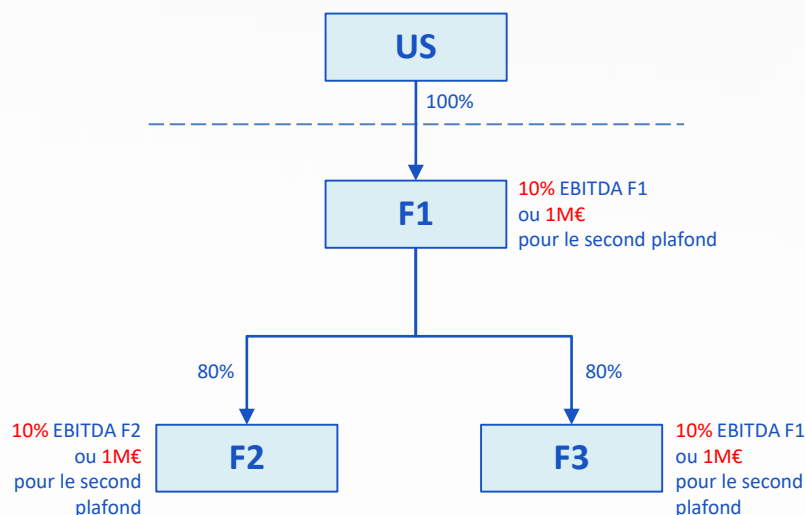 US
100%
F1
10% EBITDA F1
ou 1M€
pour le second plafond
80%
80%
10% EBITDA F2
ou 1M€
pour le second
plafond
F2
F3
10% EBITDA F1
ou 1M€
pour le second
plafond